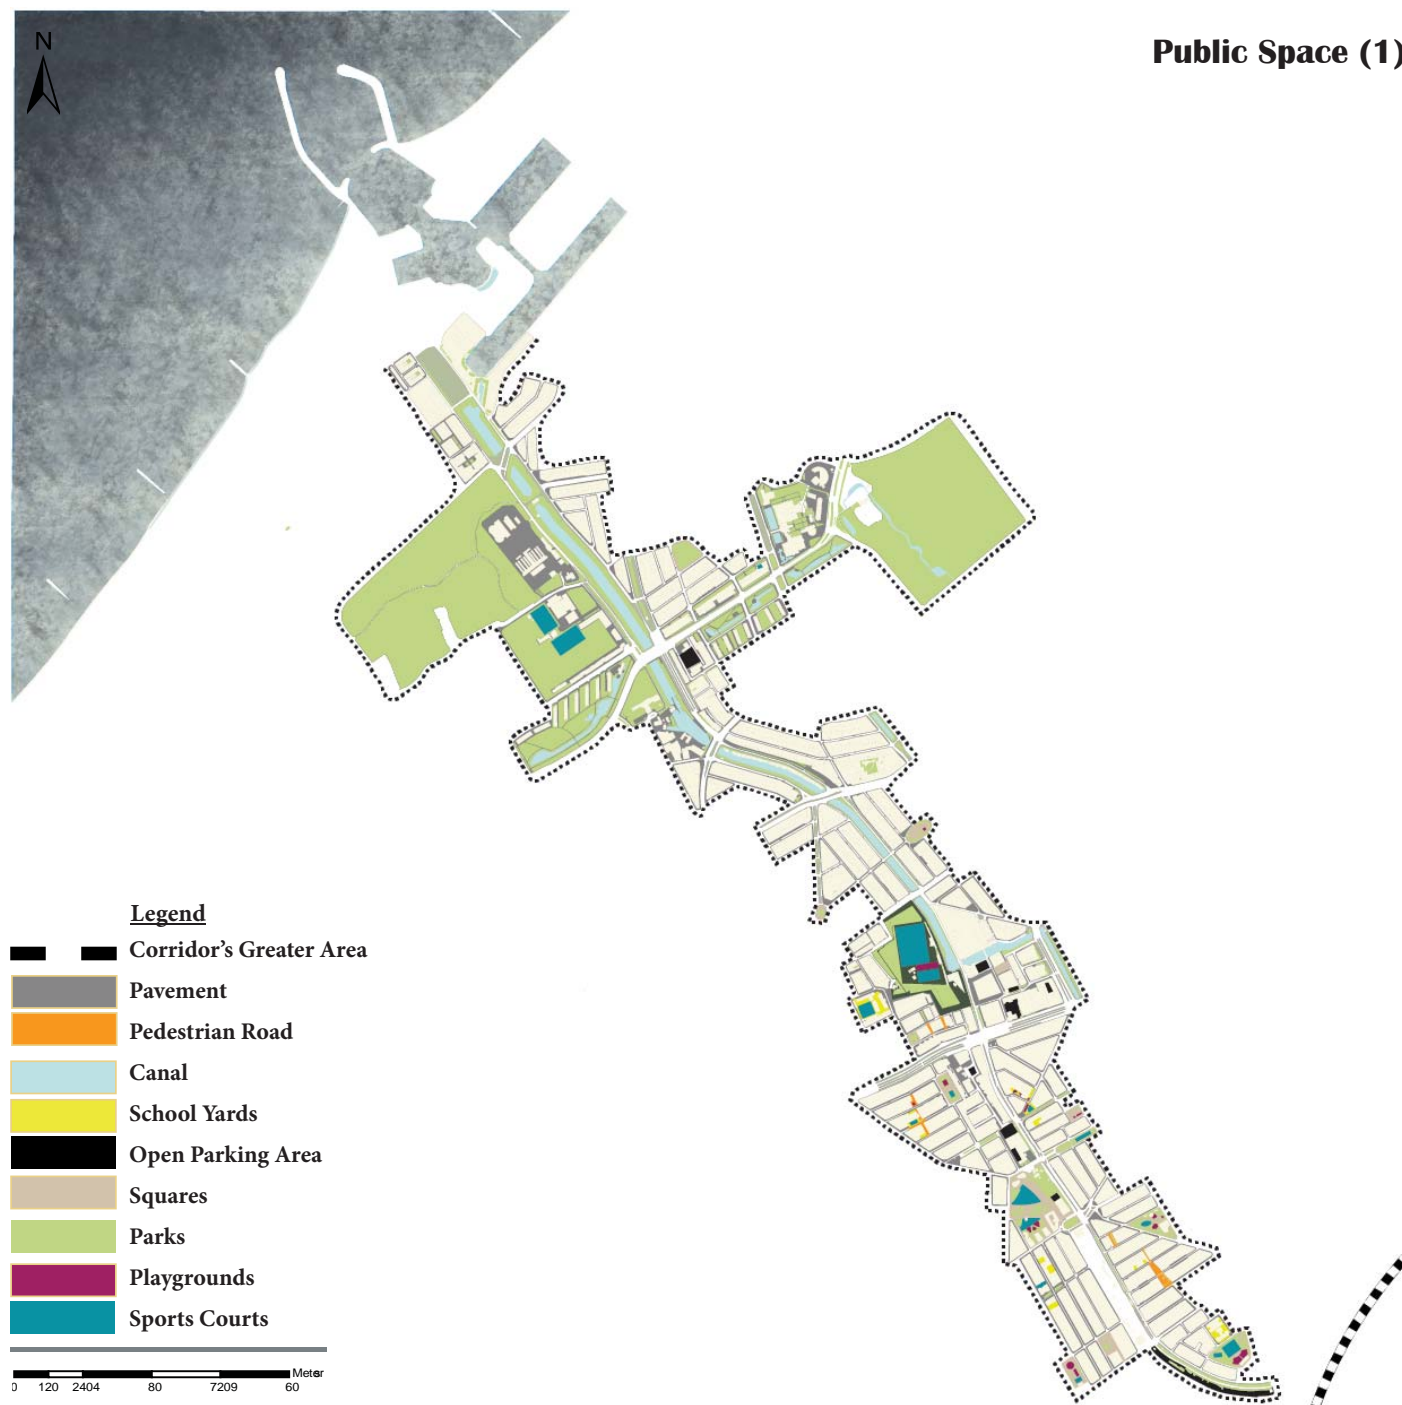 N
Public Space (1)
Legend
Corridor's Greater Area
Pavement
Pedestrian Road
Canal
School Yards
Open Parking Area
Squares
Parks
Playgrounds
Sports Courts
0 120 2404 80 7209 60 Meter